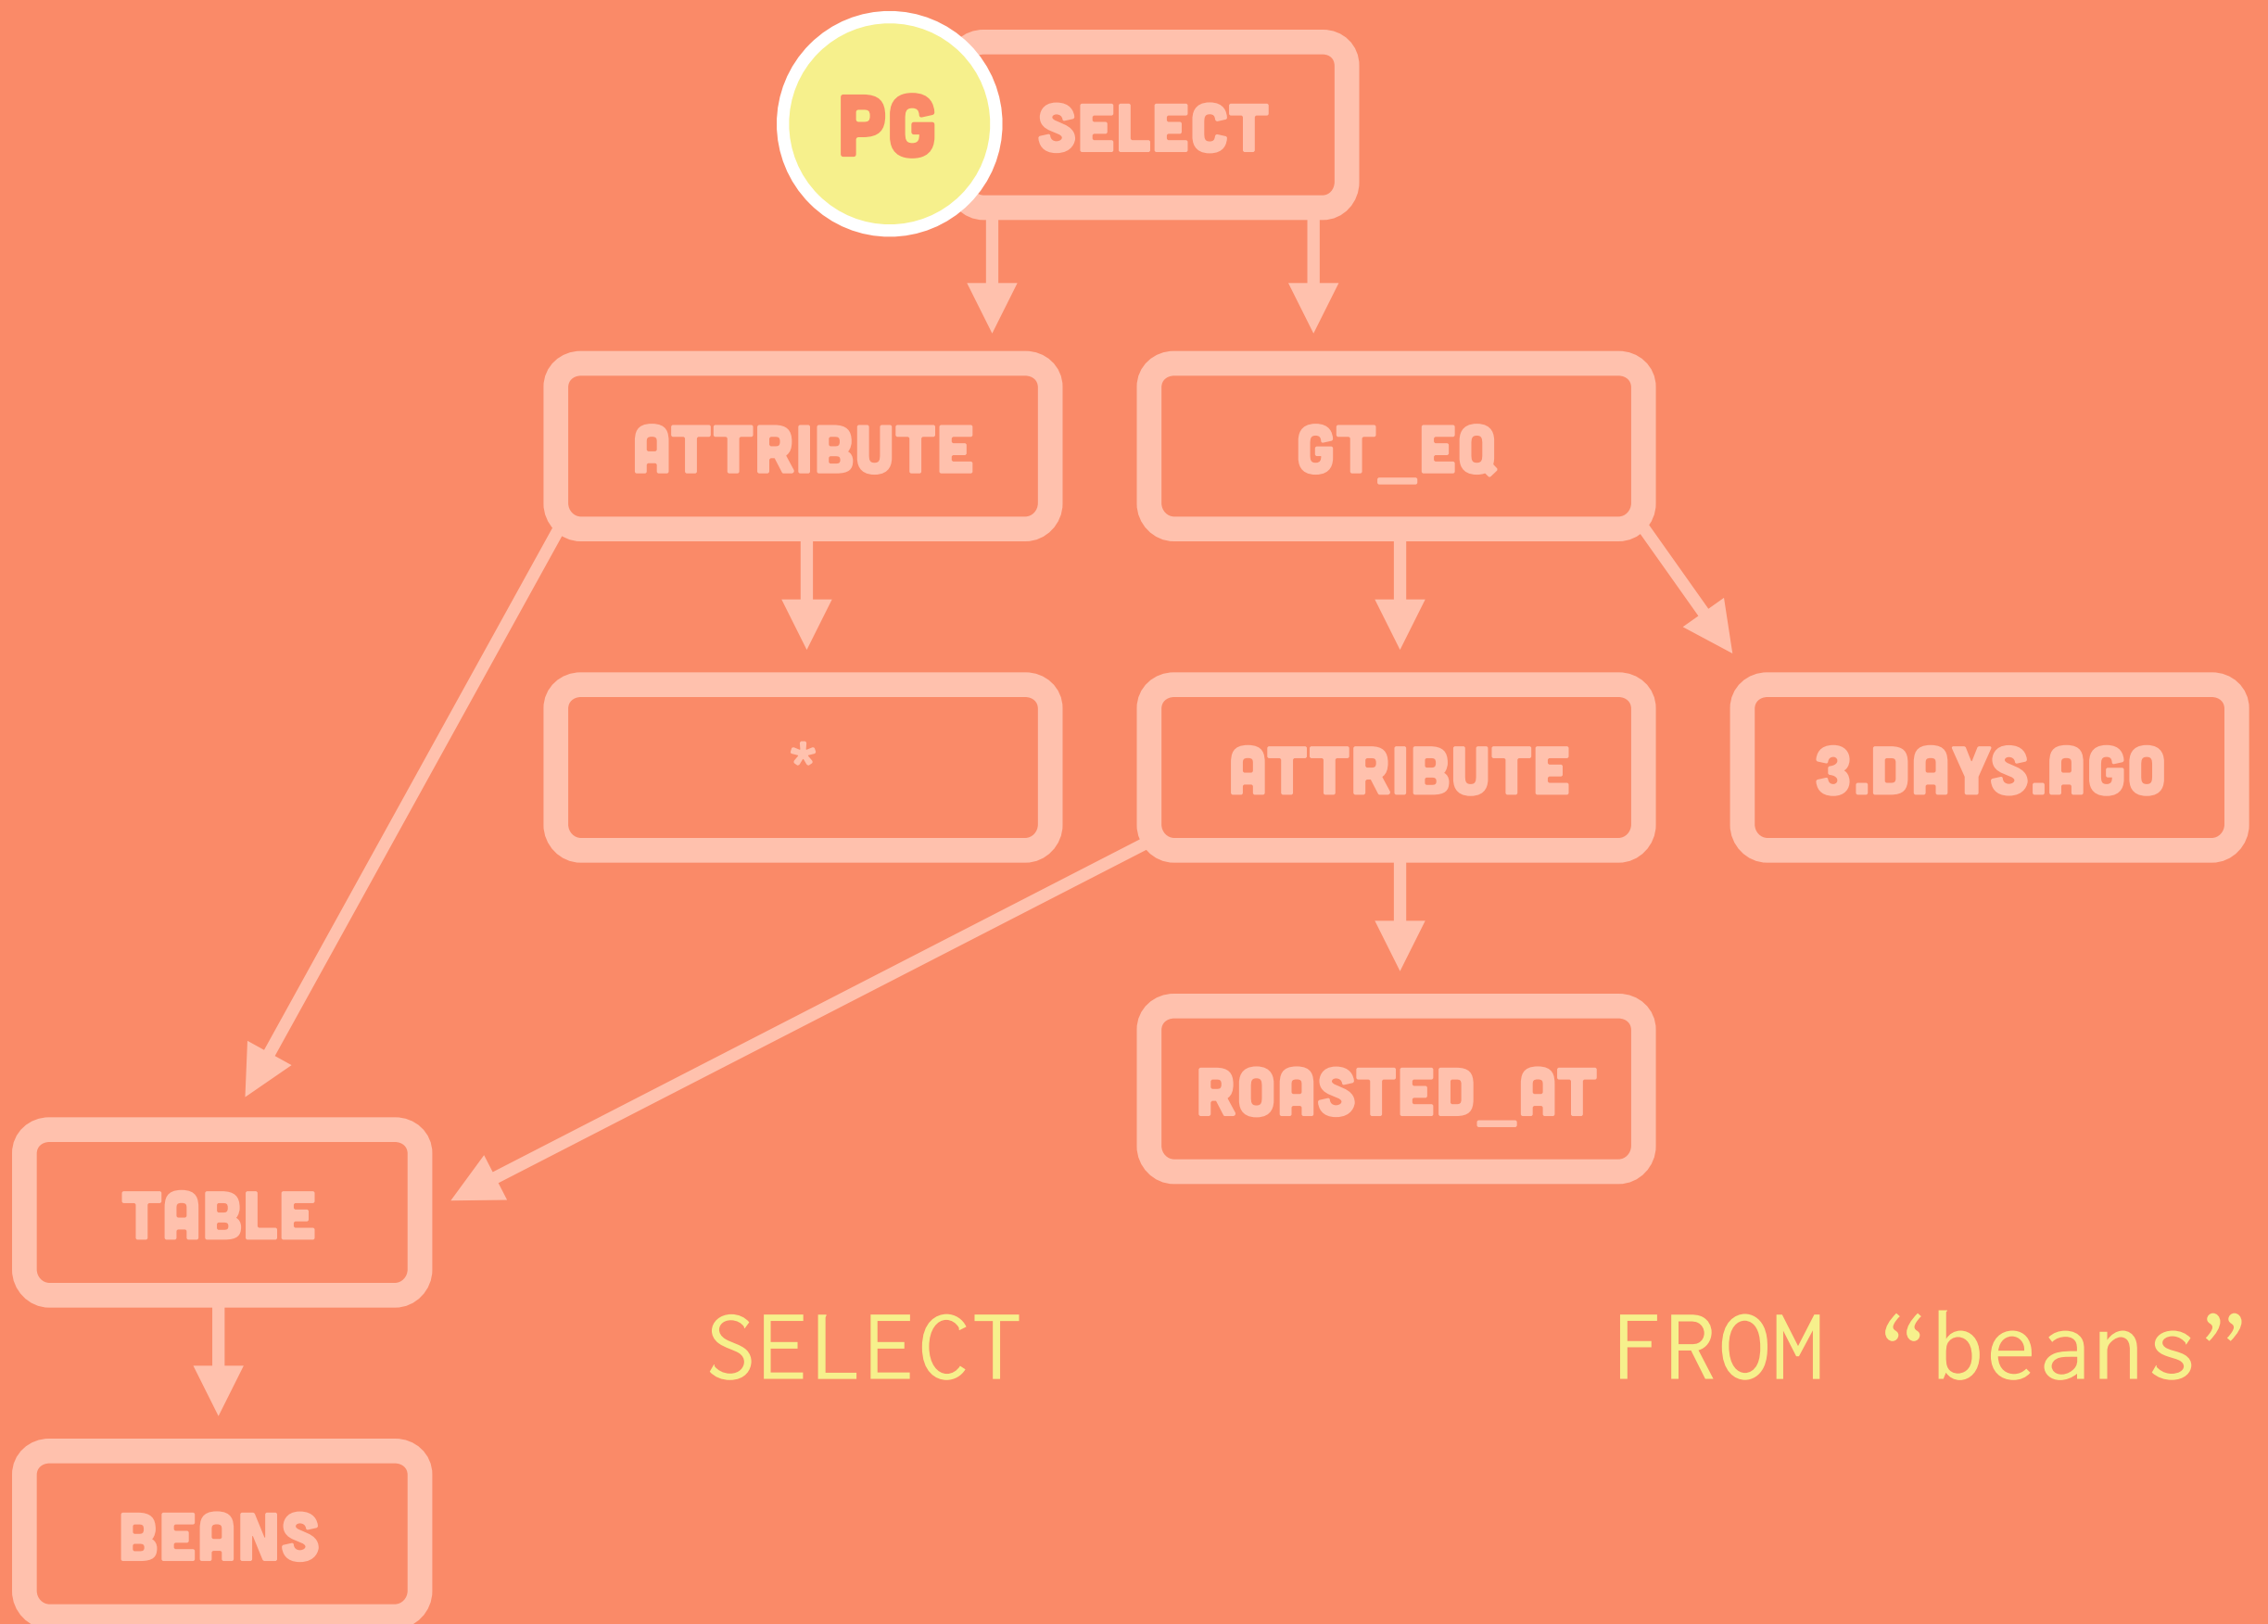 PG
SELECT
ATTRIBUTE
GT_EQ
*
ATTRIBUTE
3.DAYS.AGO
ROASTED_AT
TABLE
SELECT FROM “beans”
BEANS